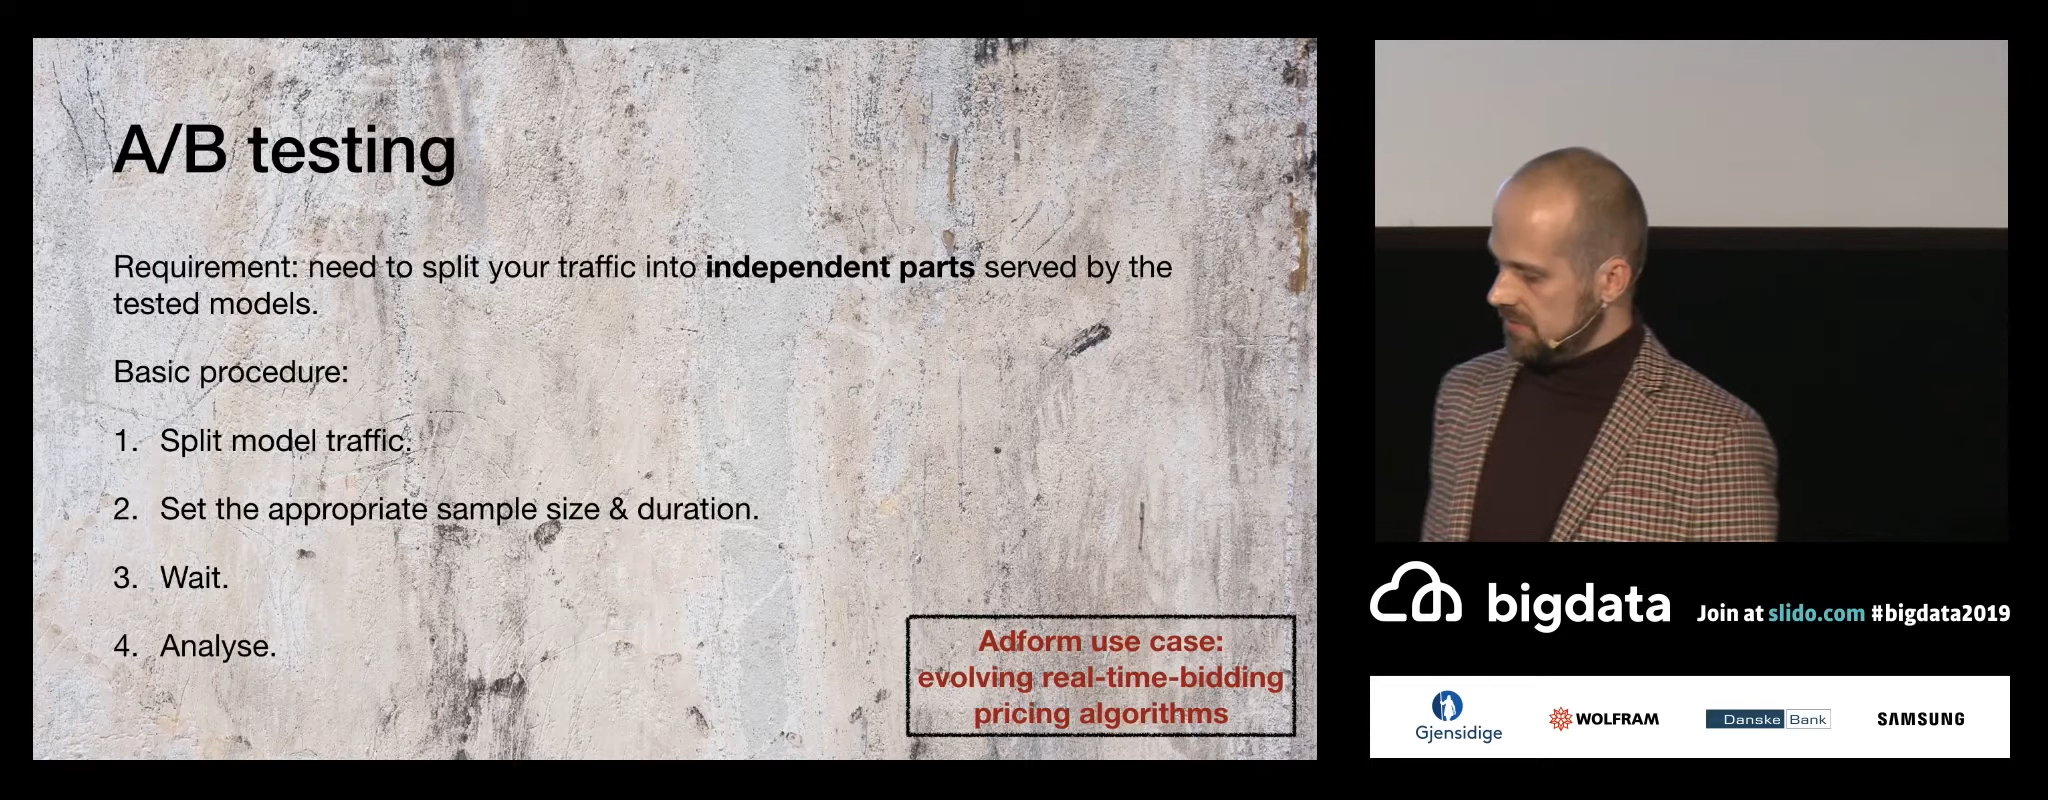 A/B testing
Requirement: need to split your traffic into independent parts served by the
tested models.
Basic procedure:
1. Split model traffic.
2. Set the appropriate sample size & duration.
3. Wait.
4. Analyse.
Adform use case:
evolving real-time-bidding
pricing algorithms
bigdata
Join at slido.com #bigdata2019
Gjensidige
WOLFRAM
Danske Bank
SAMSUNG